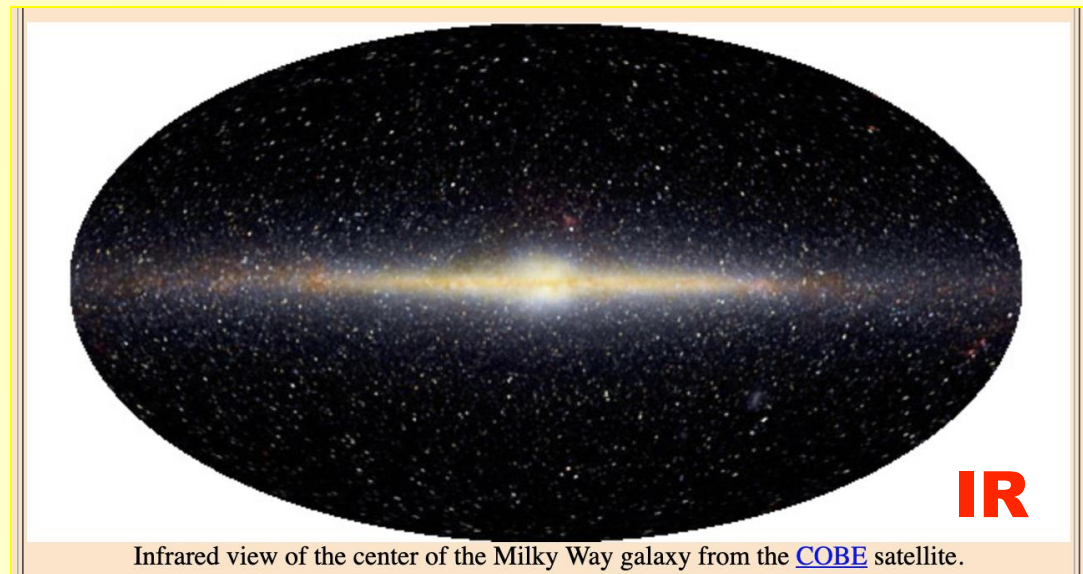 IR
Infrared view of the center of the Milky Way galaxy from the COBE satellite.